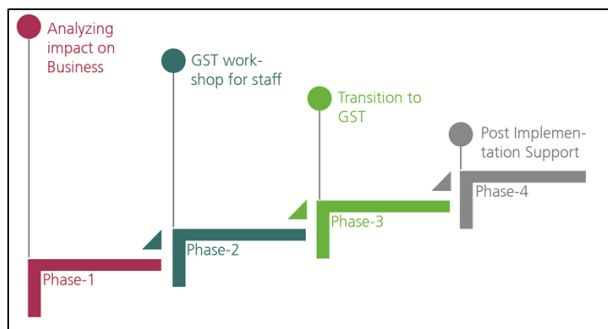 Analyzing
impact on
Business
GST work-
shop for staff
Transition to
GST
Post Implemen-
tation Support
Phase-1
Phase-2
Phase-3
Phase-4